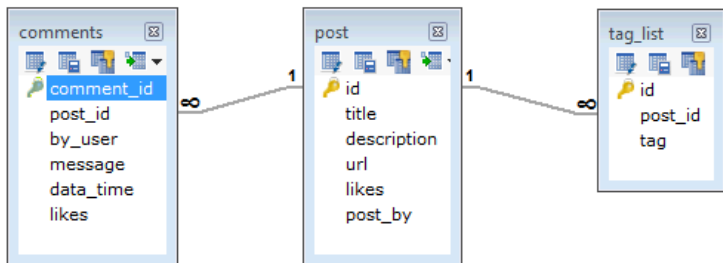 comments
comment_id
post_id
by_user
message
data_time
likes
∞
1
post
id
title
description
url
likes
post_by
1
∞
tag_list
id
post_id
tag